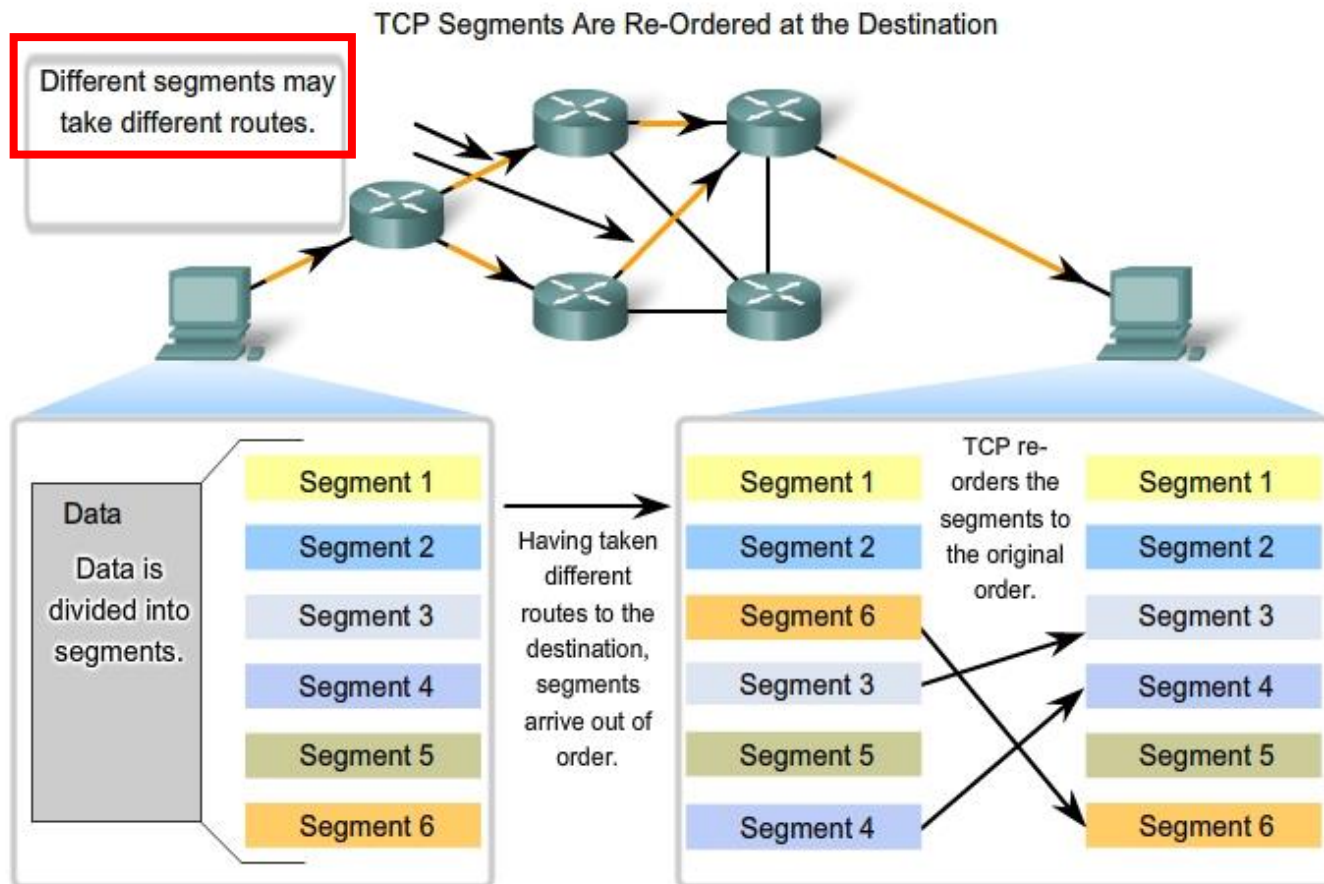 TCP Segments Are Re-Ordered at the Destination
Different segments may
take different routes.
Data
Data is
divided into
segments.
Segment 1
Segment 2
Segment 3
Segment 4
Segment 5
Segment 6
Having taken
different
routes to the
destination,
segments
arrive out of
order.
Segment 1
Segment 2
Segment 6
Segment 3
Segment 5
Segment 4
TCP re-
orders the
segments to
the original
order.
Segment 1
Segment 2
Segment 3
Segment 4
Segment 5
Segment 6